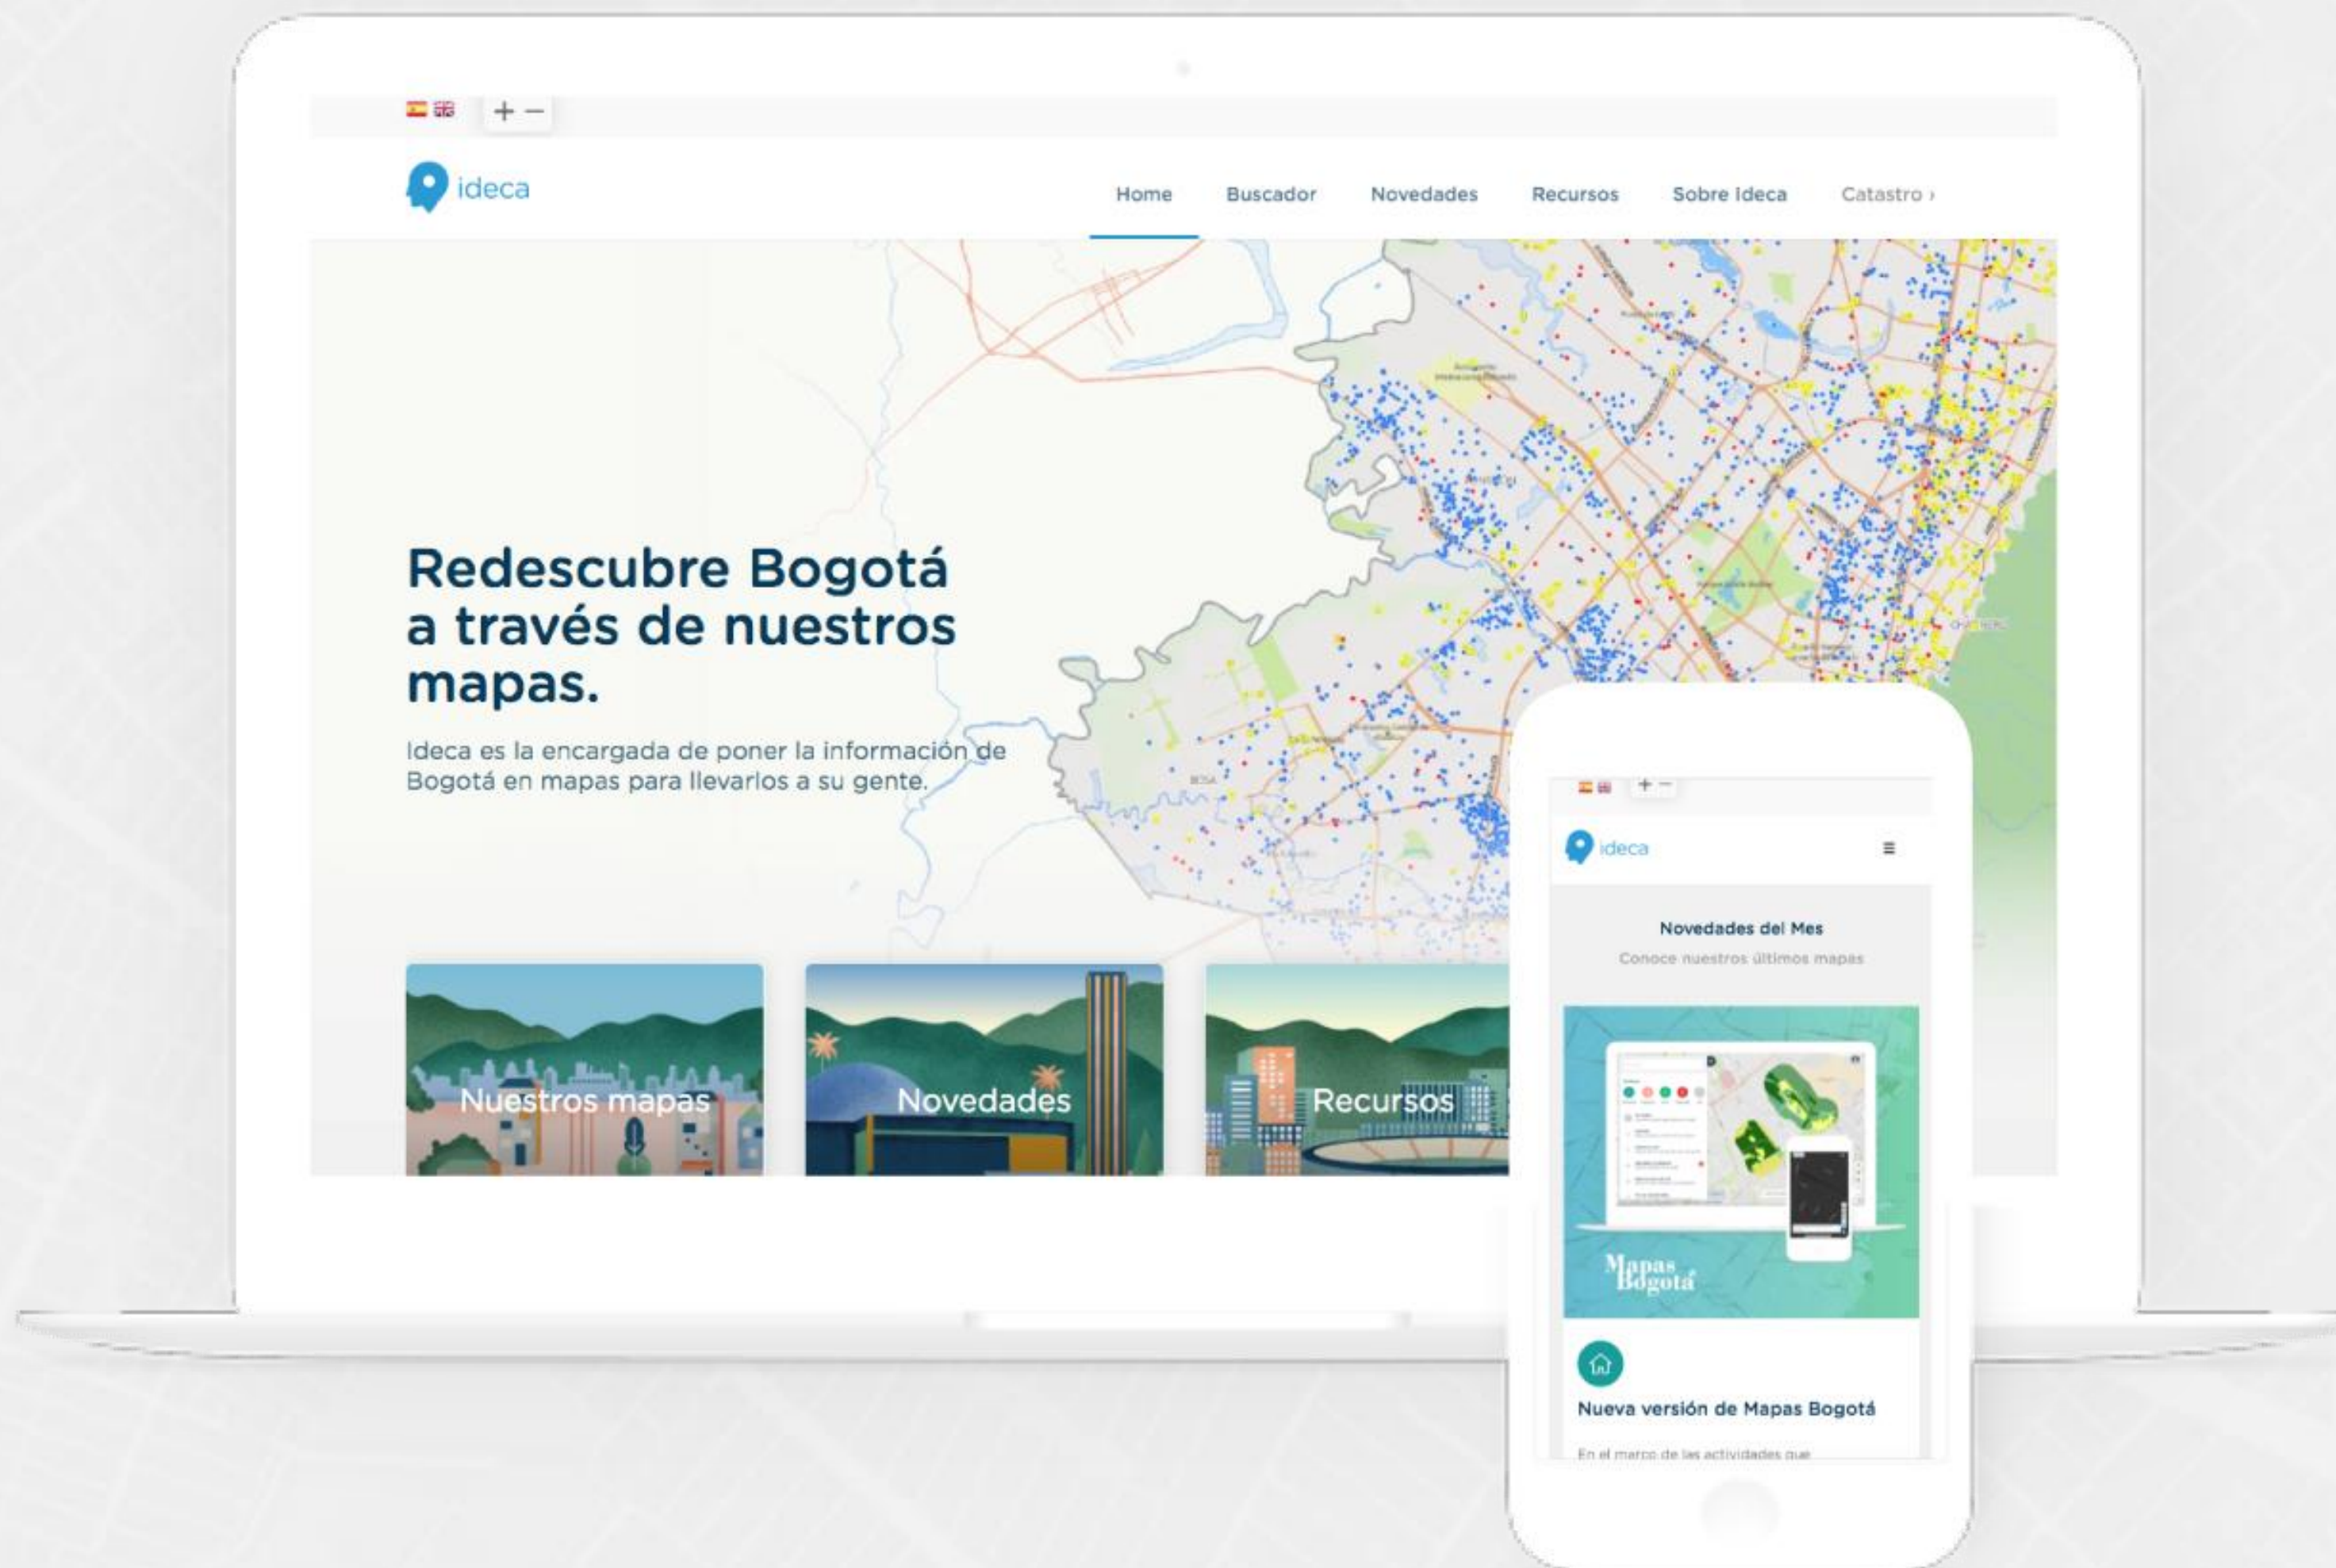 ideca
Home
Buscador
Novedades
Recursos
Sobre Ideca
Catastro ›
Redescubre Bogotá
a través de nuestros
mapas.
Ideca es la encargada de poner la información de
Bogotá en mapas para llevarlos a su gente.
BOSA
Nuestros mapas
Novedades
Recursos
ideca
Novedades del Mes
Conoce nuestros últimos mapas
Mapas
Bogotá
Nueva versión de Mapas Bogotá
En el marco de las actividades que